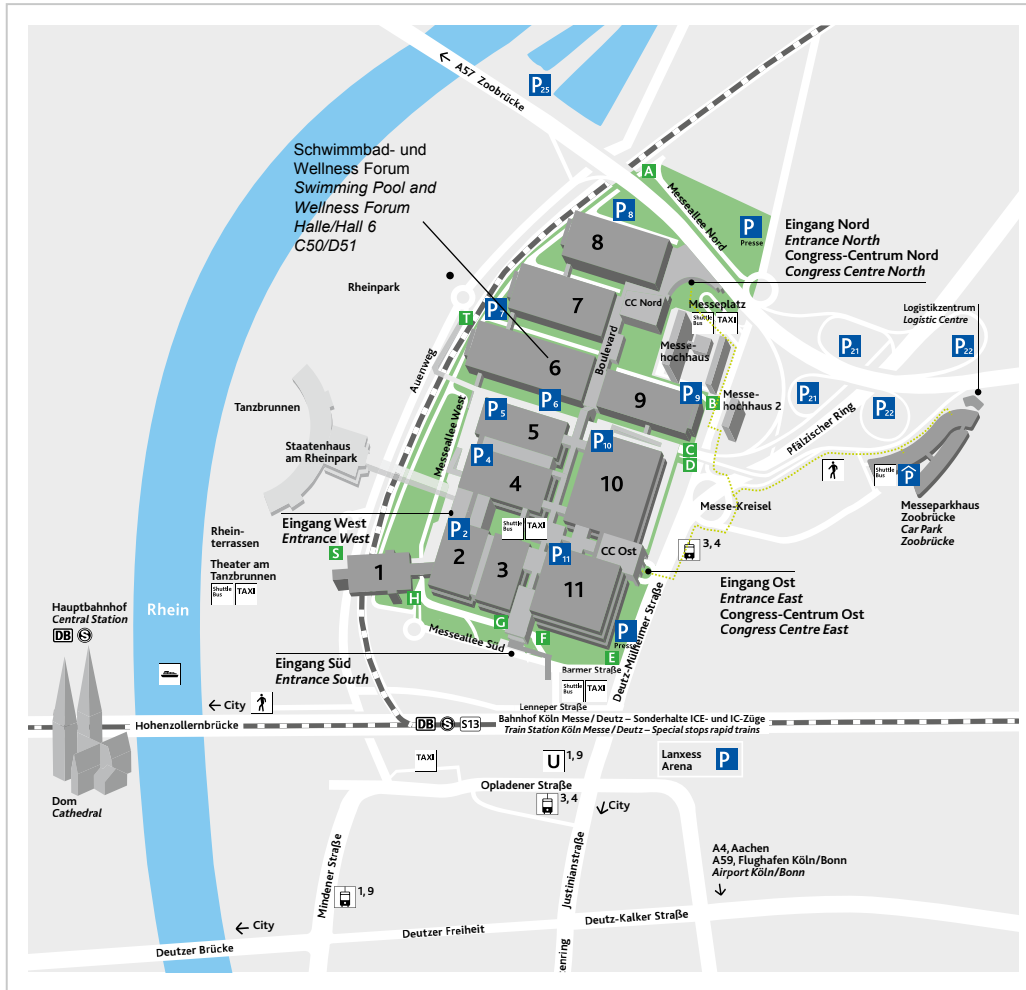 A57 Zoobrücke
P25
Schwimmbad- und
Wellness Forum
Swimming Pool and
Wellness Forum
Halle/Hall 6
C50/D51
A
Messeallee Nord
P8
P
Presse
Eingang Nord
Entrance North
Congress-Centrum Nord
Congress Centre North
8
Rheinpark
7
CC Nord
Messeplatz
Shuttle
Bus
TAXI
Logistikzentrum
Logistic Centre
P7
T
Boulevard
Messe-
hochhaus
P21
P22
Auenweg
6
Tanzbrunnen
Messeallee West
P6
P5
9
P9
B
Messe-
hochhaus 2
P21
P22
Pfälzischer Ring
5
P10
Staatenhaus
am Rheinpark
P4
C
D
4
10
Shuttle
Bus
P
Messeparkhaus
Zoobrücke
Car Park
Zoobrücke
Messe-Kreisel
Eingang West
Entrance West
P2
Shuttle
Bus
TAXI
Rhein-
terrassen
Theater am
Tanzbrunnen
Shuttle
Bus
TAXI
S
1
2
3
P11
CC Ost
3, 4
11
Eingang Ost
Entrance East
Congress-Centrum Ost
Congress Centre East
Hauptbahnhof
Central Station
DB S
Rhein
H
G
F
E
P
Presse
Messeallee Süd
Deutz-Mülheimer Straße
Eingang Süd
Entrance South
Barmer Straße
Shuttle
Bus
TAXI
City
Lenneper Straße
Hohenzollernbrücke
DB S S13
Bahnhof Köln Messe / Deutz – Sonderhalte ICE- und IC-Züge
Train Station Köln Messe / Deutz – Special stops rapid trains
TAXI
U 1, 9
Lanxess
Arena
P
Opladener Straße
3, 4
City
Dom
Cathedral
Mindener Straße
Justinianstraße
A4, Aachen
A59, Flughafen Köln/Bonn
Airport Köln/Bonn
1, 9
City
Deutzer Brücke
Deutzer Freiheit
Deutz-Kalker Straße
enring